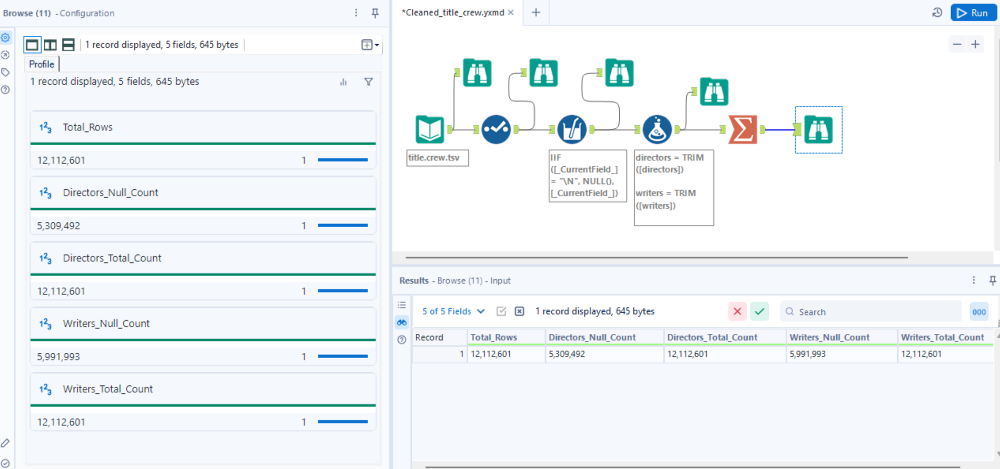 Browse (11) - Configuration
1 record displayed, 5 fields, 645 bytes
Profile
1 record displayed, 5 fields, 645 bytes
123 Total_Rows
12,112,601 1
123 Directors_Null_Count
5,309,492 1
123 Directors_Total_Count
12,112,601 1
123 Writers_Null_Count
5,991,993 1
123 Writers_Total_Count
12,112,601 1
*Cleaned_title_crew.yxmd
Run
title.crew.tsv
IIF
([_CurrentField_]
= "\N", NULL(),
[_CurrentField_])
directors = TRIM
([directors])
writers = TRIM
([writers])
Results - Browse (11) - Input
5 of 5 Fields 1 record displayed, 645 bytes Search 000
Record Total_Rows Directors_Null_Count Directors_Total_Count Writers_Null_Count Writers_Total_Count
1 12,112,601 5,309,492 12,112,601 5,991,993 12,112,601